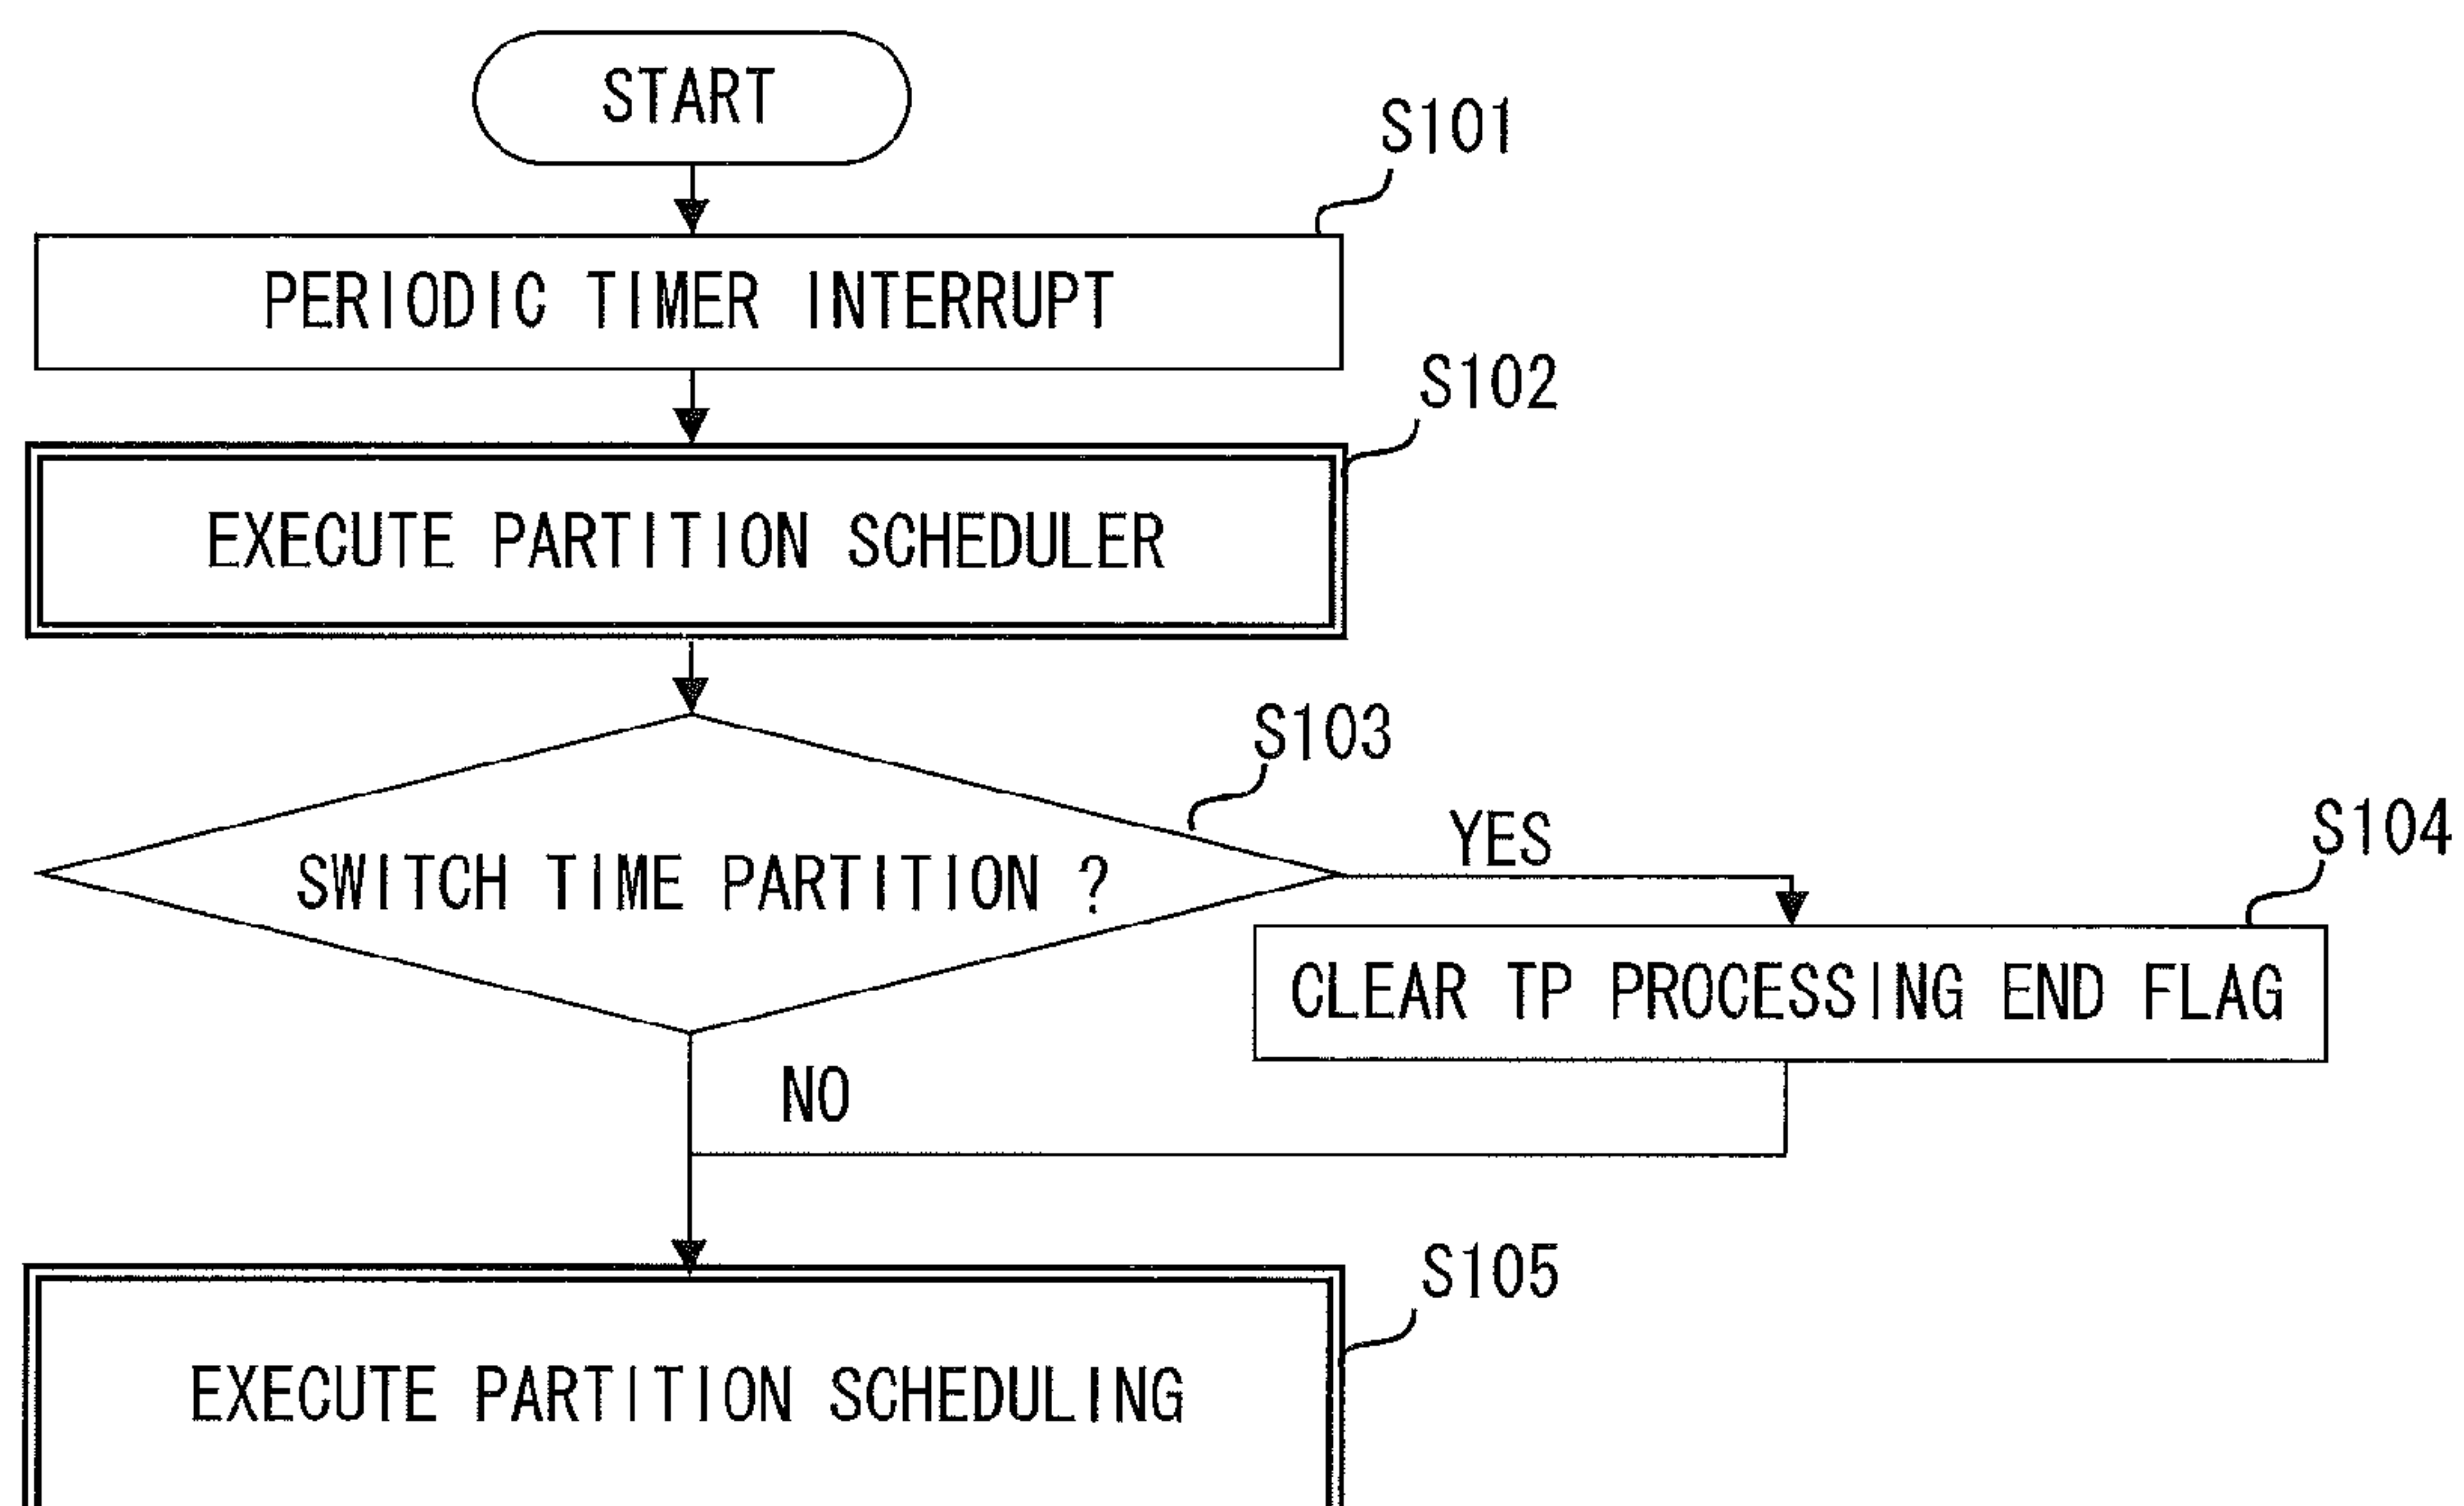 START
S101
PERIODIC TIMER INTERRUPT
S102
EXECUTE PARTITION SCHEDULER
S103
SWITCH TIME PARTITION ?
YES
S104
CLEAR TP PROCESSING END FLAG
NO
S105
EXECUTE PARTITION SCHEDULING